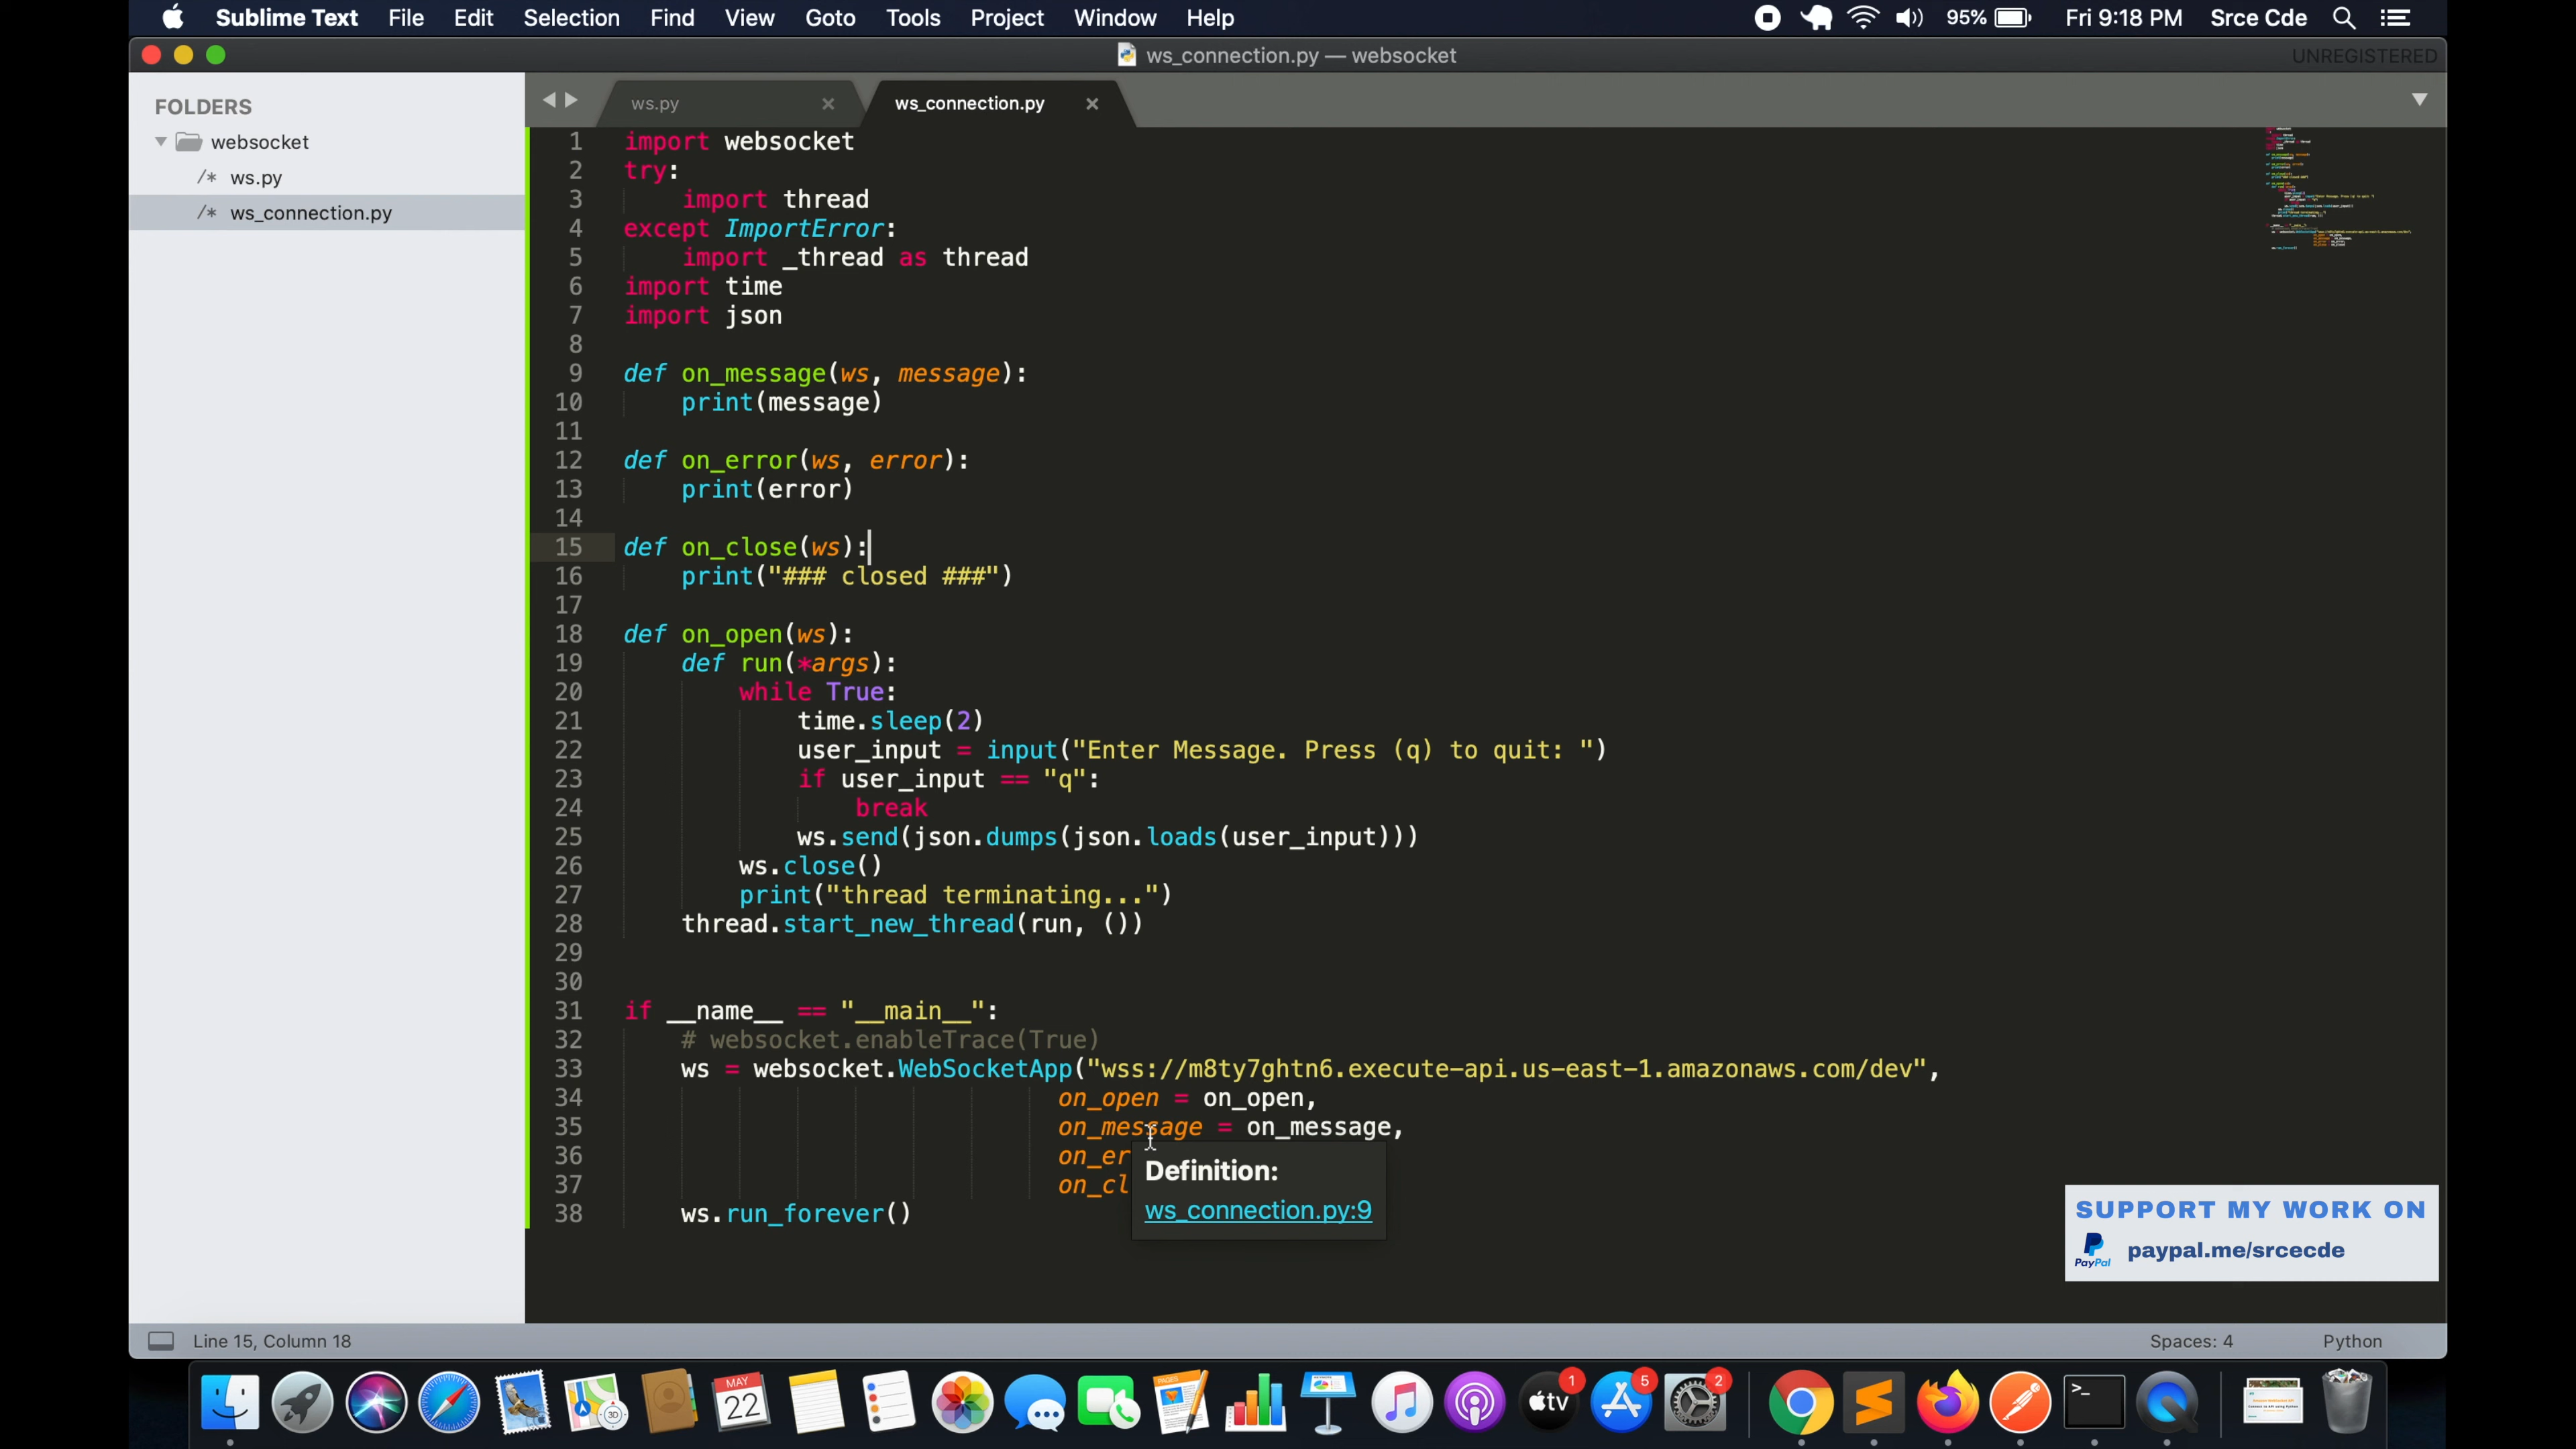 Sublime Text File Edit Selection Find View Goto Tools Project Window Help 95% Fri 9:18 PM Srce Cde
ws_connection.py — websocket
UNREGISTERED
FOLDERS
websocket
/* ws.py
/* ws_connection.py
ws.py ×
ws_connection.py ×
1 import websocket
2 try:
3     import thread
4 except ImportError:
5     import _thread as thread
6 import time
7 import json
8
9 def on_message(ws, message):
10     print(message)
11
12 def on_error(ws, error):
13     print(error)
14
15 def on_close(ws):
16     print("### closed ###")
17
18 def on_open(ws):
19     def run(*args):
20         while True:
21             time.sleep(2)
22             user_input = input("Enter Message. Press (q) to quit: ")
23             if user_input == "q":
24                 break
25             ws.send(json.dumps(json.loads(user_input)))
26         ws.close()
27         print("thread terminating...")
28     thread.start_new_thread(run, ())
29
30
31 if __name__ == "__main__":
32     # websocket.enableTrace(True)
33     ws = websocket.WebSocketApp("wss://m8ty7ghtn6.execute-api.us-east-1.amazonaws.com/dev",
34                               on_open = on_open,
35                               on_message = on_message,
36                               on_er
37                               on_cl
38     ws.run_forever()
Definition:
ws_connection.py:9
SUPPORT MY WORK ON
PayPal paypal.me/srcecde
Line 15, Column 18
Spaces: 4
Python
MAY
22
3D
PAGES
tv
1
5
2
>_